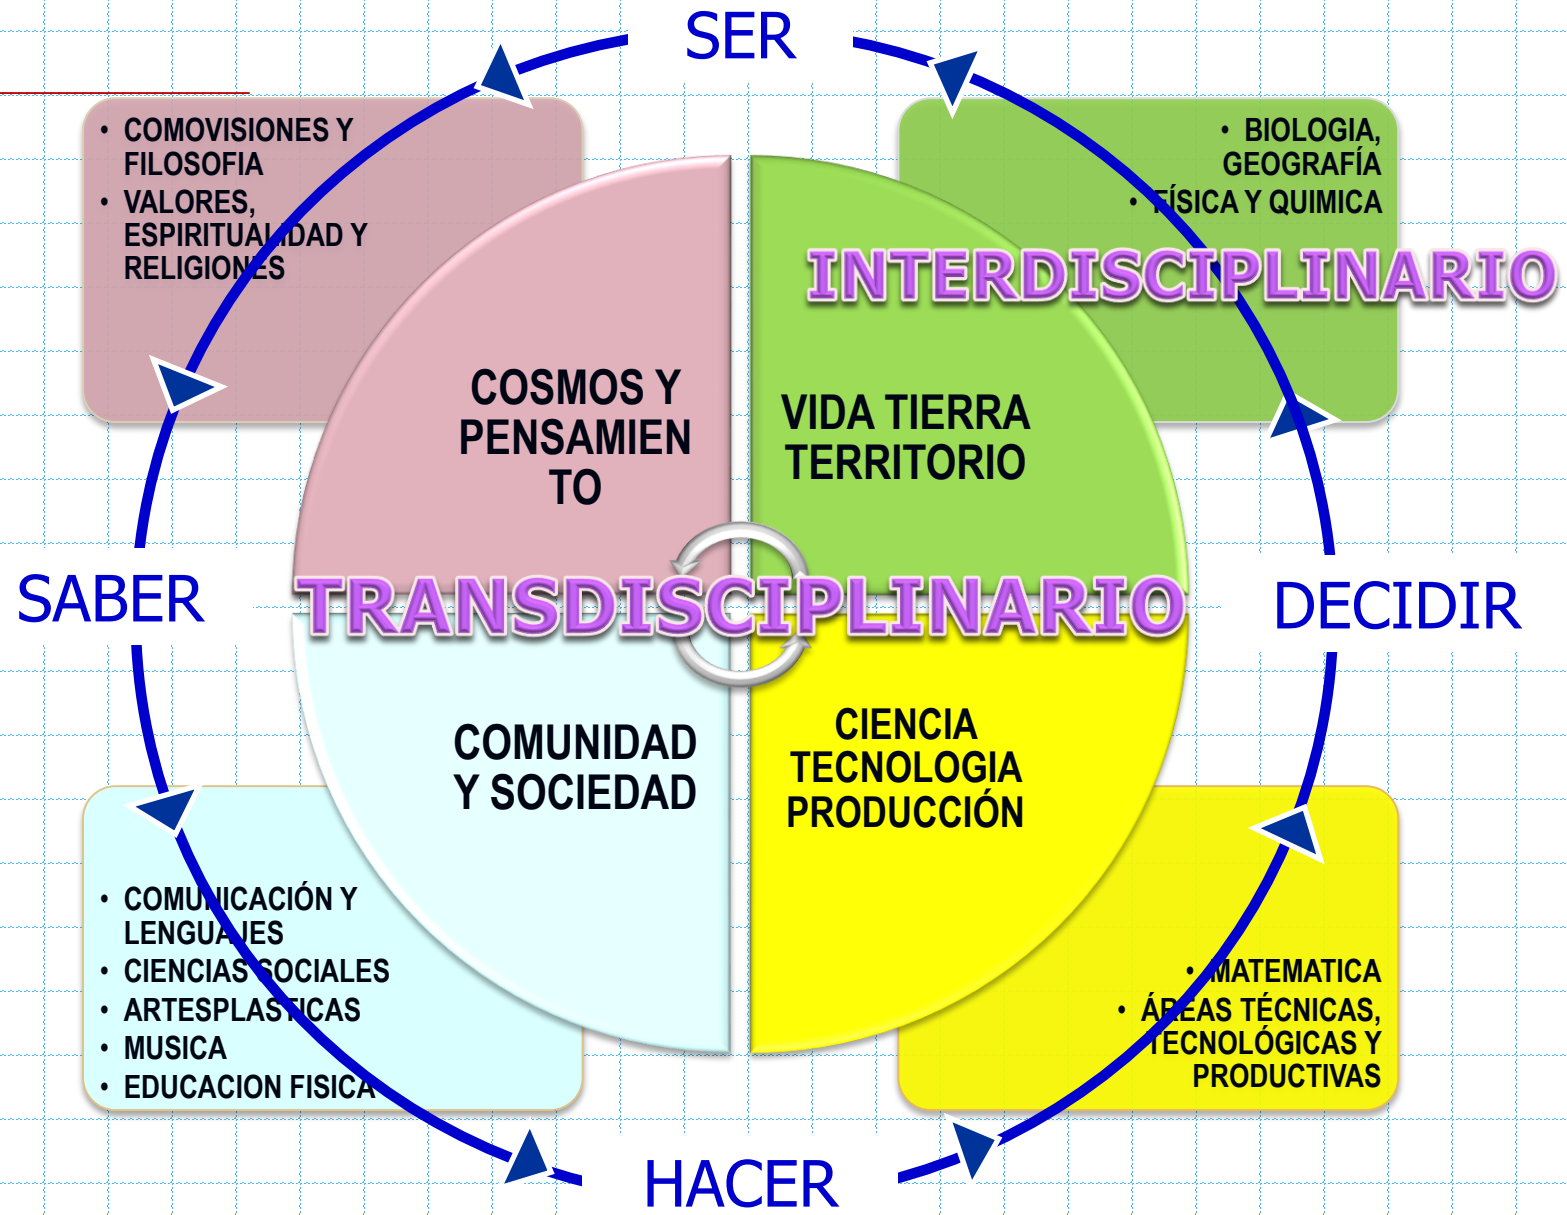 SER
• COMOVISIONES Y
FILOSOFIA
• VALORES,
ESPIRITUALIDAD Y
RELIGIONES
• BIOLOGIA,
GEOGRAFÍA
• FÍSICA Y QUIMICA
INTERDISCIPLINARIO
COSMOS Y
PENSAMIEN
TO
VIDA TIERRA
TERRITORIO
SABER
TRANSDISCIPLINARIO
DECIDIR
COMUNIDAD
Y SOCIEDAD
CIENCIA
TECNOLOGIA
PRODUCCIÓN
• COMUNICACIÓN Y
LENGUAJES
• CIENCIAS SOCIALES
• ARTESPLASTICAS
• MUSICA
• EDUCACION FISICA
• MATEMATICA
• ÁREAS TÉCNICAS,
TECNOLÓGICAS Y
PRODUCTIVAS
HACER